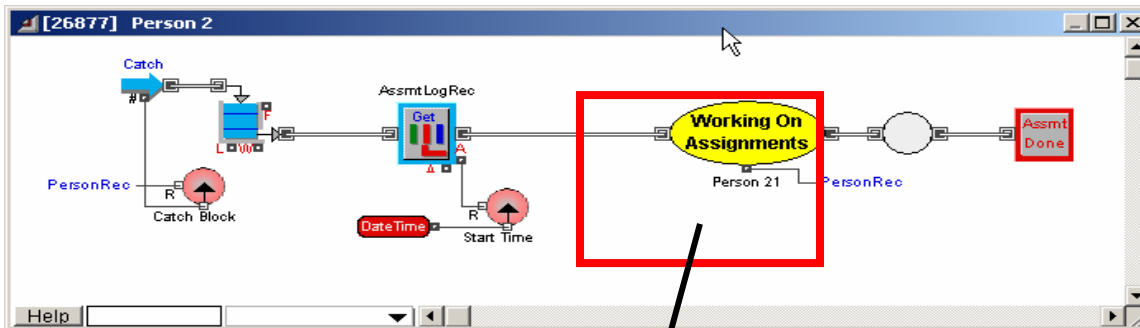 [26877] Person 2
Catch
#
F
L W
AssmtLogRec
Get
A
Δ
PersonRec
R
Catch Block
DateTime
R
Start Time
Working On
Assignments
Person 21
PersonRec
Assmt
Done
Help